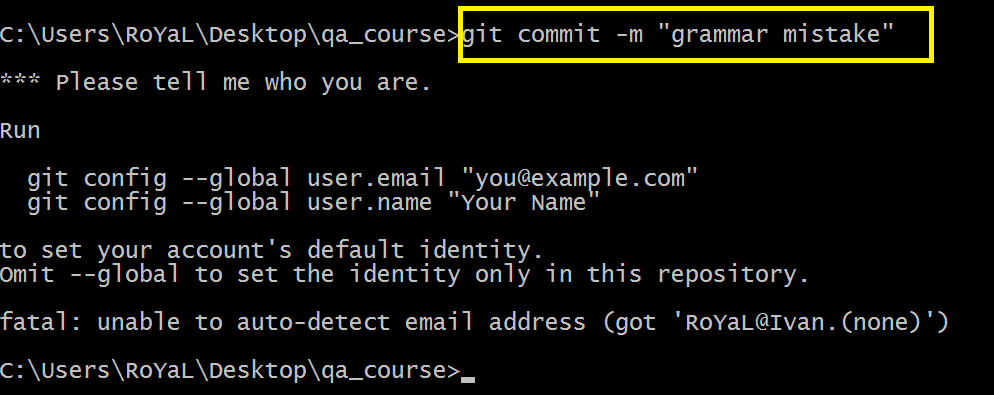 C:\Users\RoYaL\Desktop\qa_course>git commit -m "grammar mistake"
*** Please tell me who you are.
Run
git config --global user.email "you@example.com"
git config --global user.name "Your Name"
to set your account's default identity.
Omit --global to set the identity only in this repository.
fatal: unable to auto-detect email address (got 'RoYaL@Ivan.(none)')
C:\Users\RoYaL\Desktop\qa_course>_